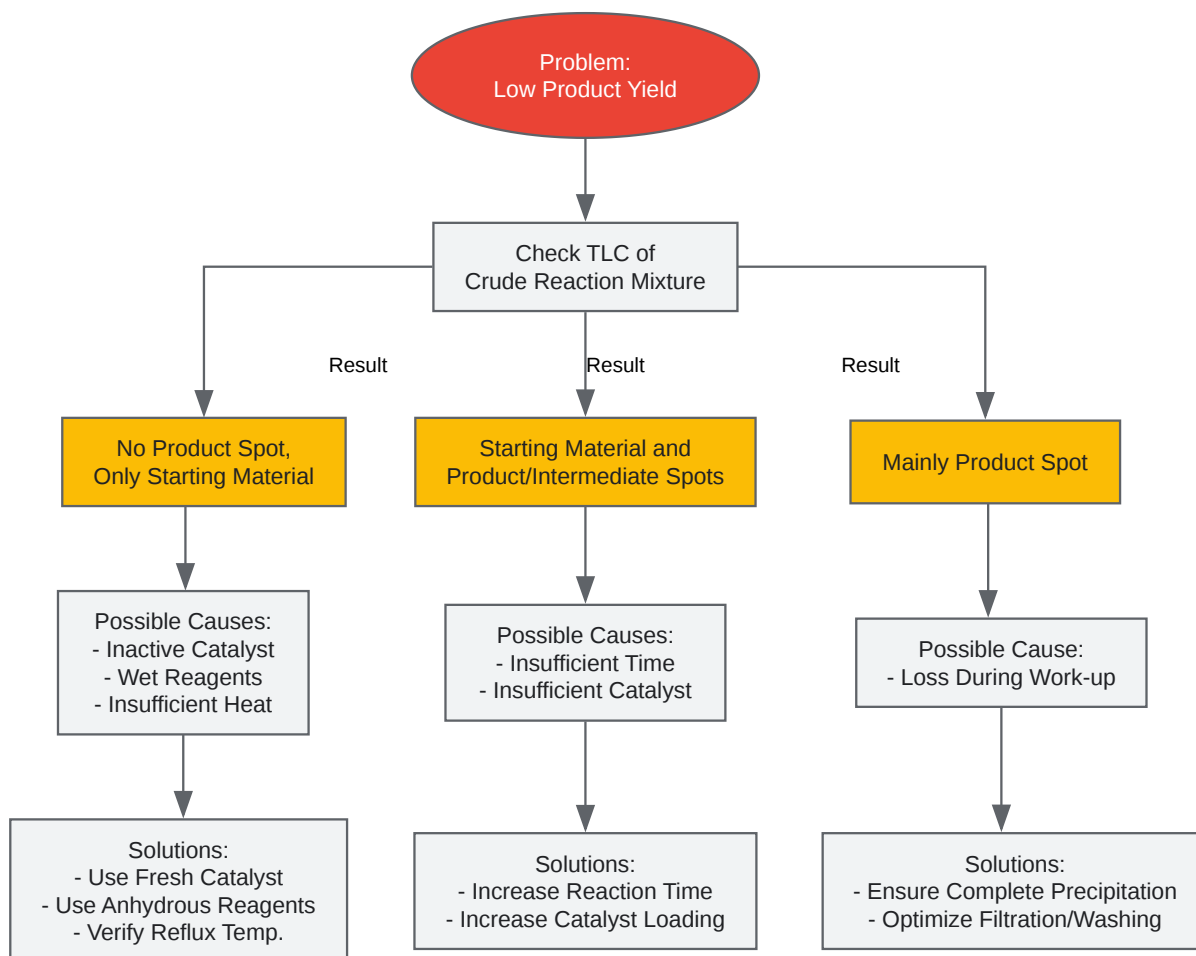 Problem:
Low Product Yield
Check TLC of
Crude Reaction Mixture
Result
Result
Result
No Product Spot,
Only Starting Material
Starting Material and
Product/Intermediate Spots
Mainly Product Spot
Possible Causes:
- Inactive Catalyst
- Wet Reagents
- Insufficient Heat
Possible Causes:
- Insufficient Time
- Insufficient Catalyst
Possible Cause:
- Loss During Work-up
Solutions:
- Use Fresh Catalyst
- Use Anhydrous Reagents
- Verify Reflux Temp.
Solutions:
- Increase Reaction Time
- Increase Catalyst Loading
Solutions:
- Ensure Complete Precipitation
- Optimize Filtration/Washing